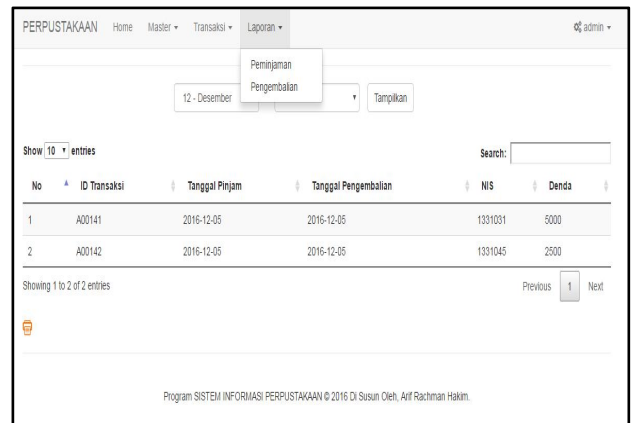 PERPUSTAKAAN Home Master Transaksi Laporan admin
Peminjaman
Pengembalian
12 - Desember Tampilkan
Show 10 entries Search:
No ID Transaksi Tanggal Pinjam Tanggal Pengembalian NIS Denda
1 A00141 2016-12-05 2016-12-05 1331031 5000
2 A00142 2016-12-05 2016-12-05 1331045 2500
Showing 1 to 2 of 2 entries Previous 1 Next
Program SISTEM INFORMASI PERPUSTAKAAN © 2016 Di Susun Oleh, Arif Rachman Hakim.